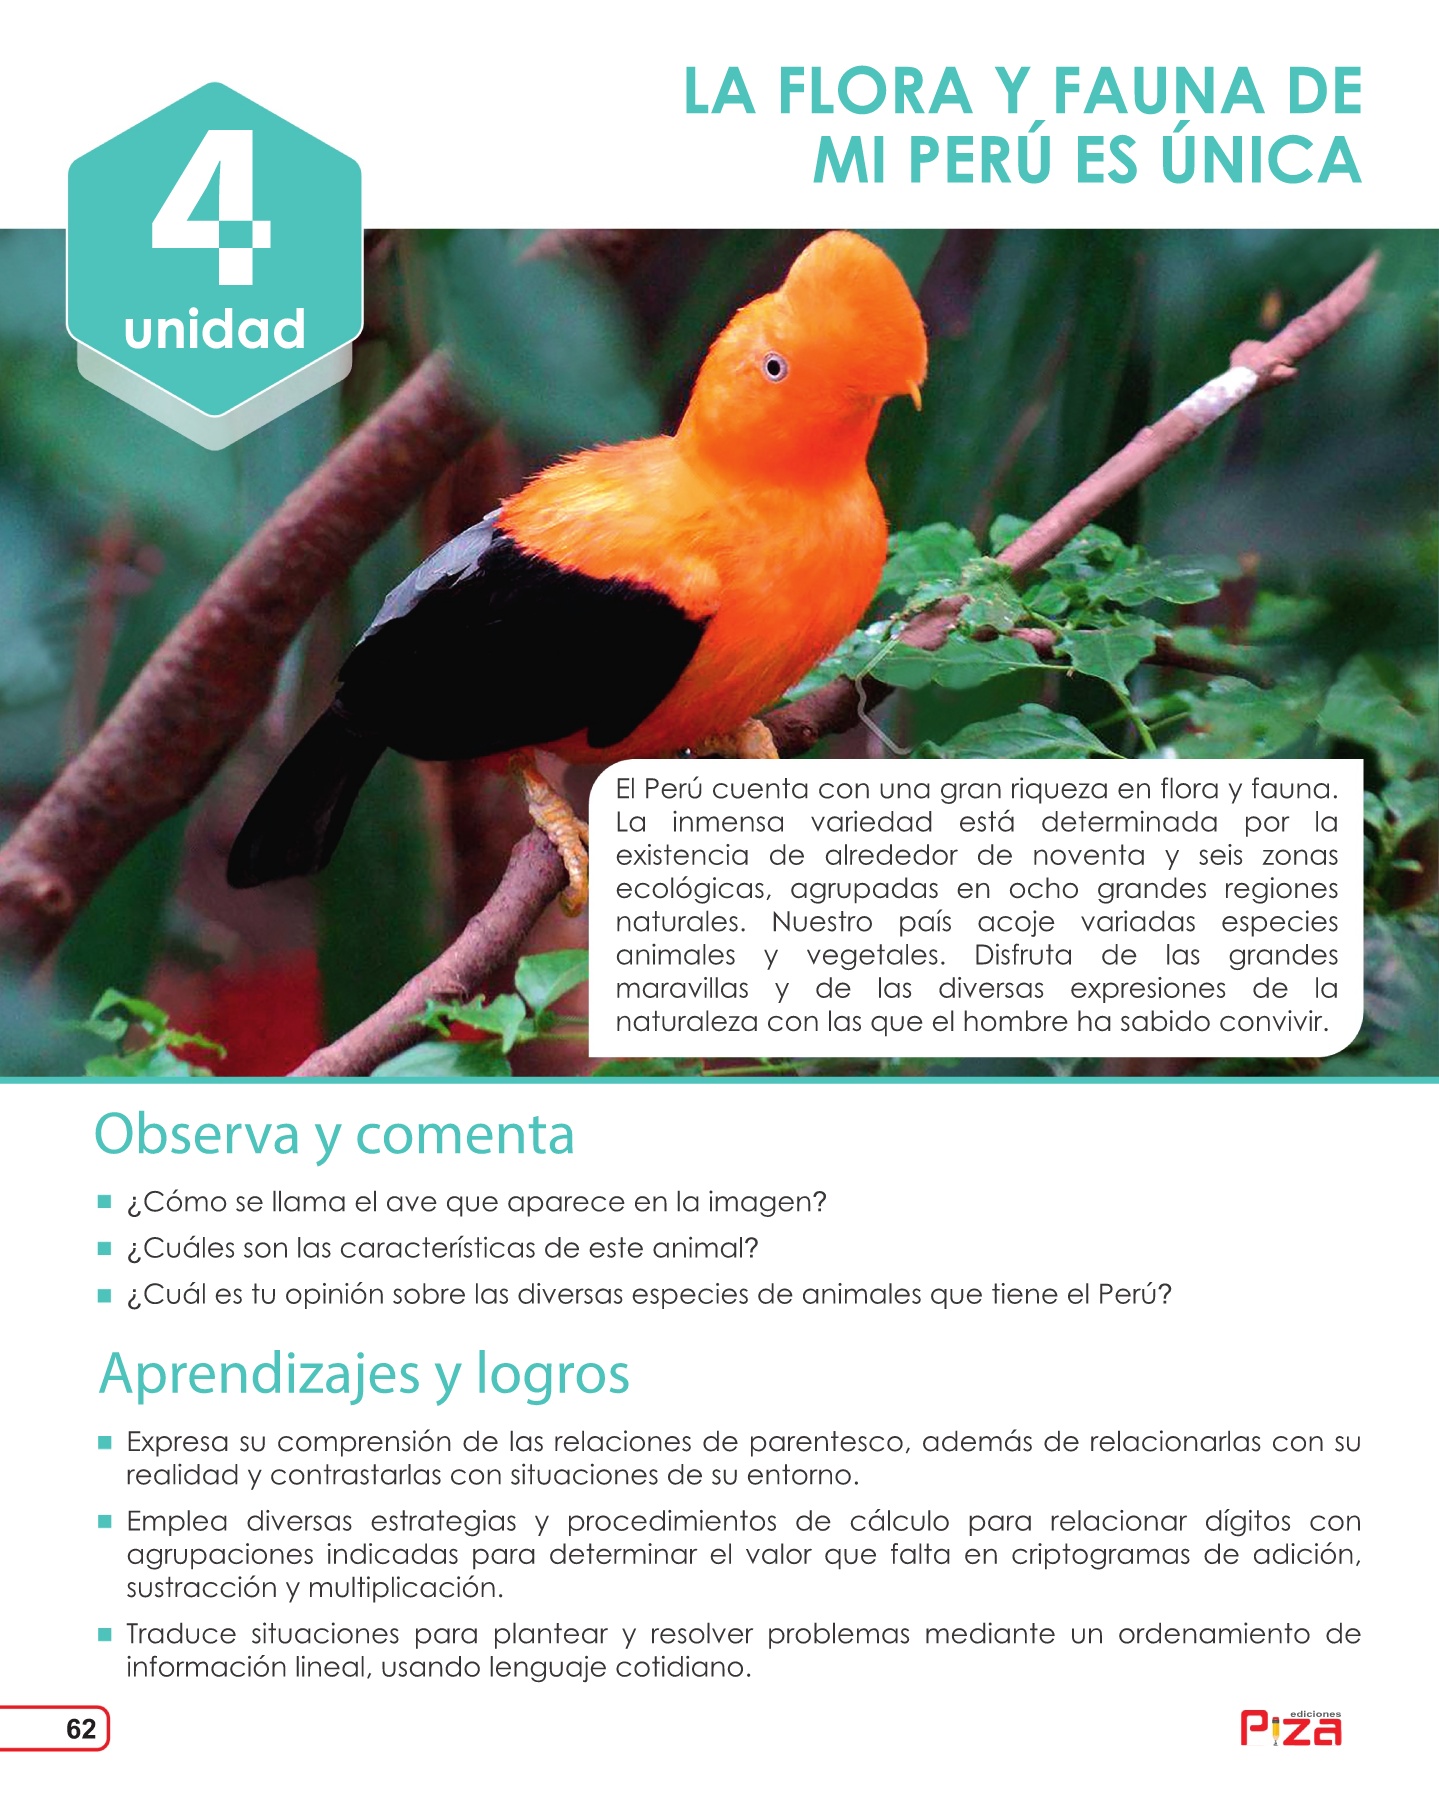 LA FLORA Y FAUNA DE
MI PERÚ ES ÚNICA
4
unidad
El Perú cuenta con una gran riqueza en flora y fauna.
La inmensa variedad está determinada por la
existencia de alrededor de noventa y seis zonas
ecológicas, agrupadas en ocho grandes regiones
naturales. Nuestro país acoje variadas especies
animales y vegetales. Disfruta de las grandes
maravillas y de las diversas expresiones de la
naturaleza con las que el hombre ha sabido convivir.
Observa y comenta
■ ¿Cómo se llama el ave que aparece en la imagen?
■ ¿Cuáles son las características de este animal?
■ ¿Cuál es tu opinión sobre las diversas especies de animales que tiene el Perú?
Aprendizajes y logros
■ Expresa su comprensión de las relaciones de parentesco, además de relacionarlas con su
realidad y contrastarlas con situaciones de su entorno.
■ Emplea diversas estrategias y procedimientos de cálculo para relacionar dígitos con
agrupaciones indicadas para determinar el valor que falta en criptogramas de adición,
sustracción y multiplicación.
■ Traduce situaciones para plantear y resolver problemas mediante un ordenamiento de
información lineal, usando lenguaje cotidiano.
62
ediciones
Piza